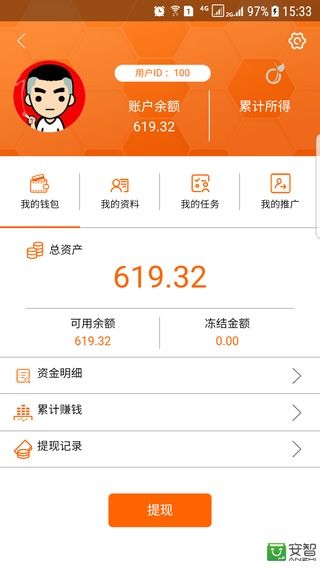 4G 2G 97% 15:33
用户ID：100
账户余额
619.32
累计所得
我的钱包 我的资料 我的任务 我的推广
总资产
619.32
可用余额 冻结金额
619.32 0.00
资金明细
累计赚钱
提现记录
提现
安智
ANZHI